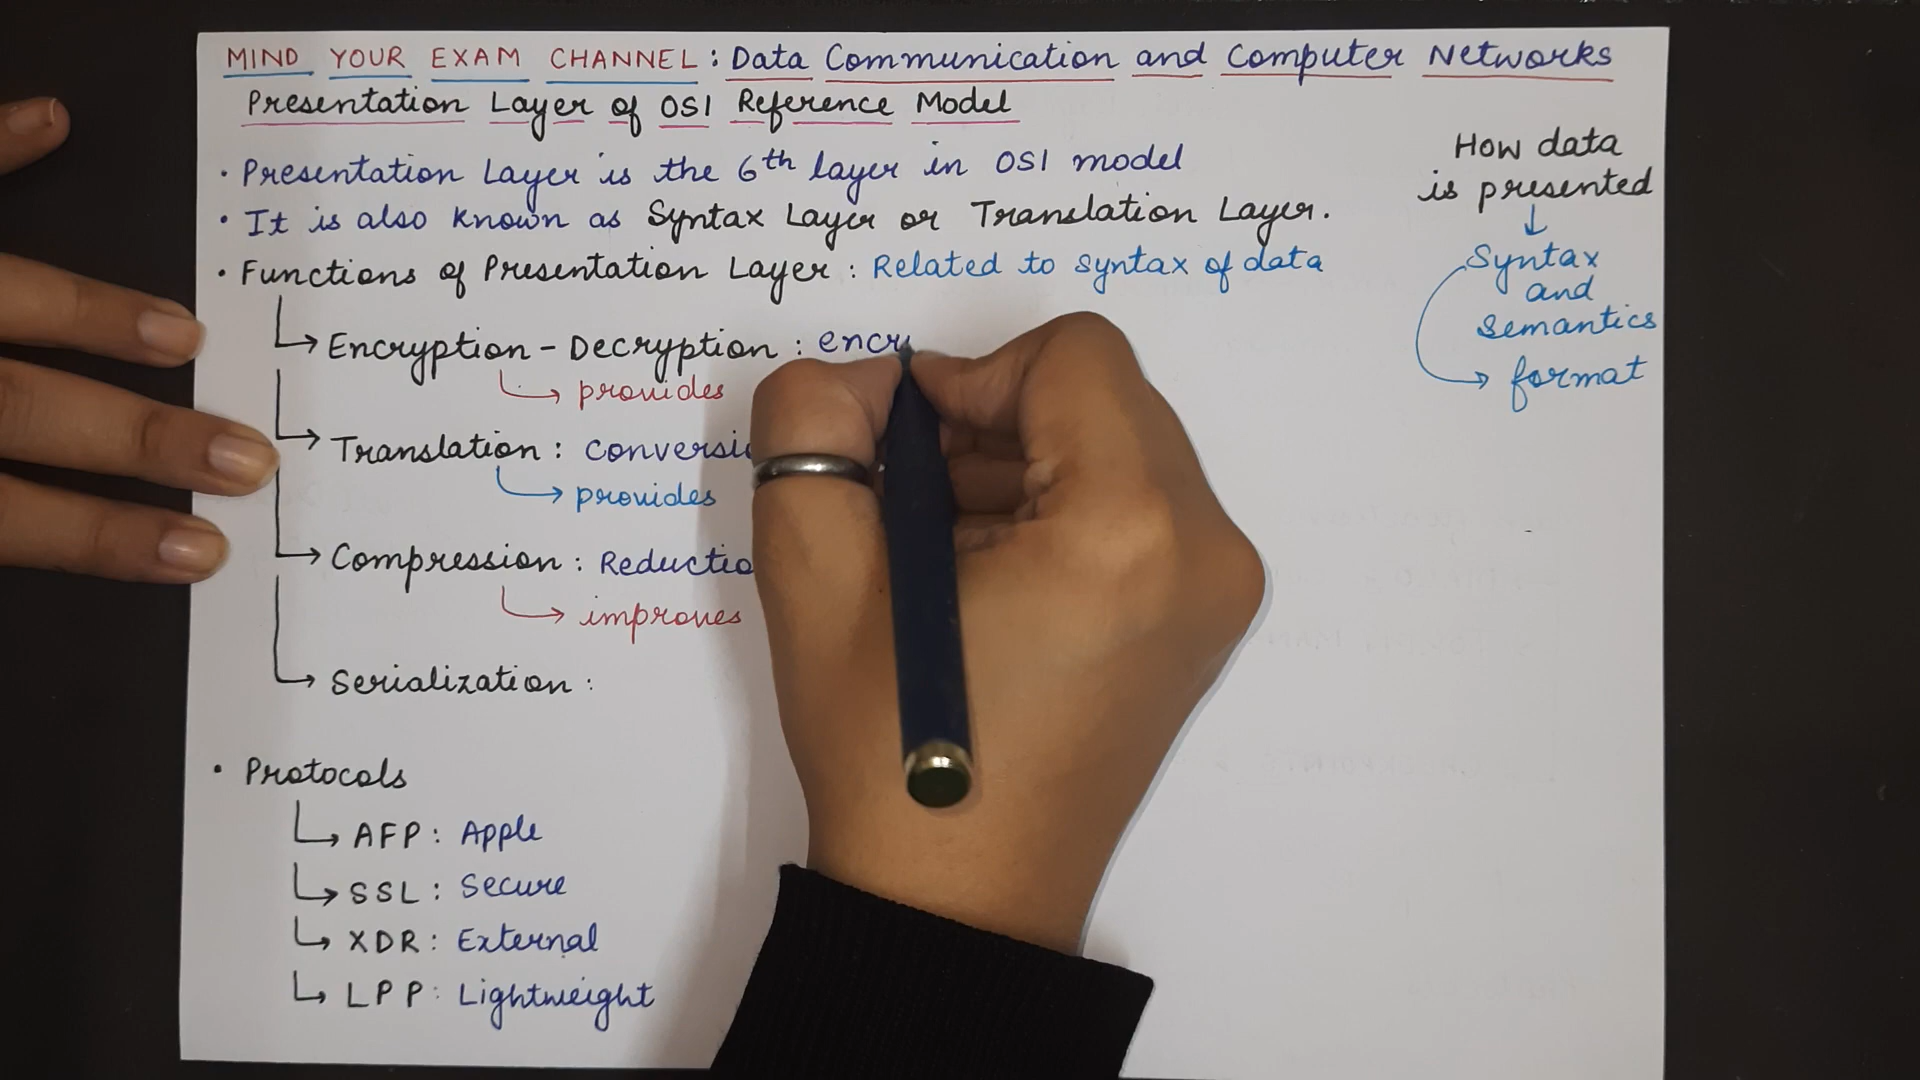 MIND YOUR EXAM CHANNEL: Data Communication and Computer Networks
Presentation Layer of OSI Reference Model
• Presentation Layer is the 6th layer in OSI model
• It is also known as Syntax Layer or Translation Layer.
• Functions of Presentation Layer: Related to syntax of data
→ Encryption - Decryption: encry
→ provides
→ Translation: Conversio
→ provides
→ Compression: Reductio
→ improves
→ Serialization:
• Protocols
→ AFP: Apple
→ SSL: Secure
→ XDR: External
→ LPP: Lightweight
How data
is presented
↓
Syntax
and
semantics
→ format